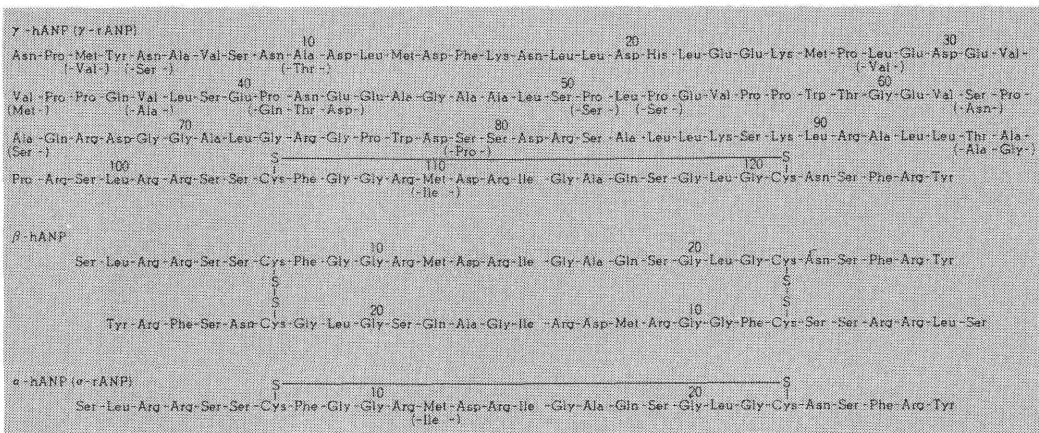 γ-hANP (γ-rANP)
10 20 30
Asn-Pro-Met-Tyr-Asn-Ala-Val-Ser-Asn-Ala-Asp-Leu-Met-Asp-Phe-Lys-Asn-Leu-Leu-Asp-His-Leu-Glu-Glu-Lys-Met-Pro-Leu-Glu-Asp-Glu-Val-
(-Val-) (-Ser-) (-Thr-) (-Val-)
40 50 60
Val-Pro-Pro-Gln-Val-Leu-Ser-Glu-Pro-Asn-Glu-Glu-Ala-Gly-Ala-Ala-Leu-Ser-Pro-Leu-Pro-Glu-Val-Pro-Pro-Trp-Thr-Gly-Glu-Val-Ser-Pro-
(Met-) (-Ala-) (-Gln-Thr-Asp-) (-Ser-) (-Ser-) (-Asn-)
70 80 90
Ala-Gln-Arg-Asp-Gly-Gly-Ala-Leu-Gly-Arg-Gly-Pro-Trp-Asp-Ser-Ser-Asp-Arg-Ser-Ala-Leu-Leu-Lys-Ser-Lys-Leu-Arg-Ala-Leu-Leu-Thr-Ala-
(Ser-) (-Pro-) (-Ala-Gly-)
100 S 110 120 S
Pro-Arg-Ser-Leu-Arg-Arg-Ser-Ser-Cys-Phe-Gly-Gly-Arg-Met-Asp-Arg-Ile-Gly-Ala-Gln-Ser-Gly-Leu-Gly-Cys-Asn-Ser-Phe-Arg-Tyr
(-Ile-)
β-hANP
10 20
Ser-Leu-Arg-Arg-Ser-Ser-Cys-Phe-Gly-Gly-Arg-Met-Asp-Arg-Ile-Gly-Ala-Gln-Ser-Gly-Leu-Gly-Cys-Asn-Ser-Phe-Arg-Tyr
S S
S 20 10 S
Tyr-Arg-Phe-Ser-Asn-Cys-Gly-Leu-Gly-Ser-Gln-Ala-Gly-Ile-Arg-Asp-Met-Arg-Gly-Gly-Phe-Cys-Ser-Ser-Arg-Arg-Leu-Ser
α-hANP (α-rANP)
S 10 20 S
Ser-Leu-Arg-Arg-Ser-Ser-Cys-Phe-Gly-Gly-Arg-Met-Asp-Arg-Ile-Gly-Ala-Gln-Ser-Gly-Leu-Gly-Cys-Asn-Ser-Phe-Arg-Tyr
(-Ile-)